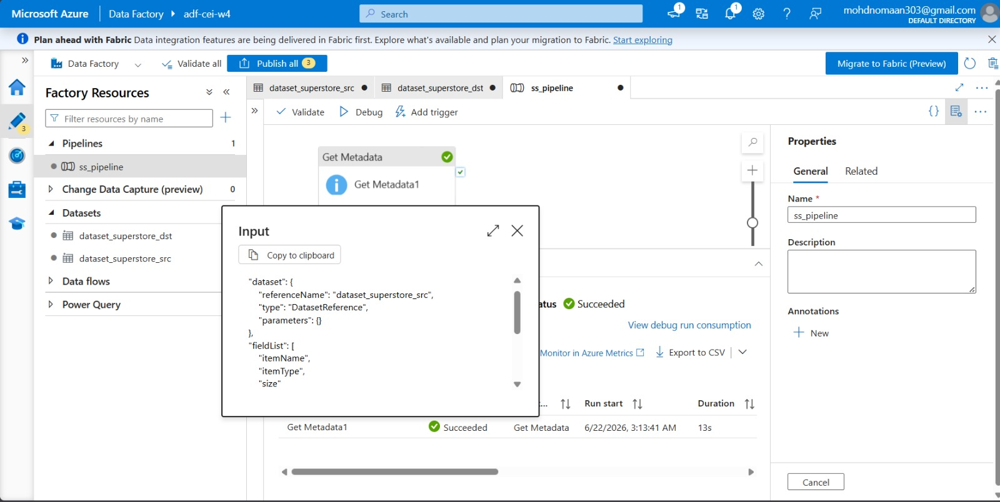 Microsoft Azure
Data Factory
adf-cei-w4
Search
1
1
mohdnomaan303@gmail.com
DEFAULT DIRECTORY
Plan ahead with Fabric Data integration features are being delivered in Fabric first. Explore what's available and plan your migration to Fabric. Start exploring
Data Factory
Validate all
Publish all 3
Migrate to Fabric (Preview)
3
Factory Resources
Filter resources by name
Pipelines 1
ss_pipeline
Change Data Capture (preview) 0
Datasets
dataset_superstore_dst
dataset_superstore_src
Data flows
Power Query
dataset_superstore_src
dataset_superstore_dst
ss_pipeline
Validate
Debug
Add trigger
{}
Get Metadata
Get Metadata1
Input
Copy to clipboard
"dataset": {
"referenceName": "dataset_superstore_src",
"type": "DatasetReference",
"parameters": {}
},
"fieldList": [
"itemName",
"itemType",
"size"
atus Succeeded
View debug run consumption
Monitor in Azure Metrics
Export to CSV
... Run start Duration
Get Metadata1 Succeeded Get Metadata 6/22/2026, 3:13:41 AM 13s
Properties
General Related
Name *
ss_pipeline
Description
Annotations
New
Cancel